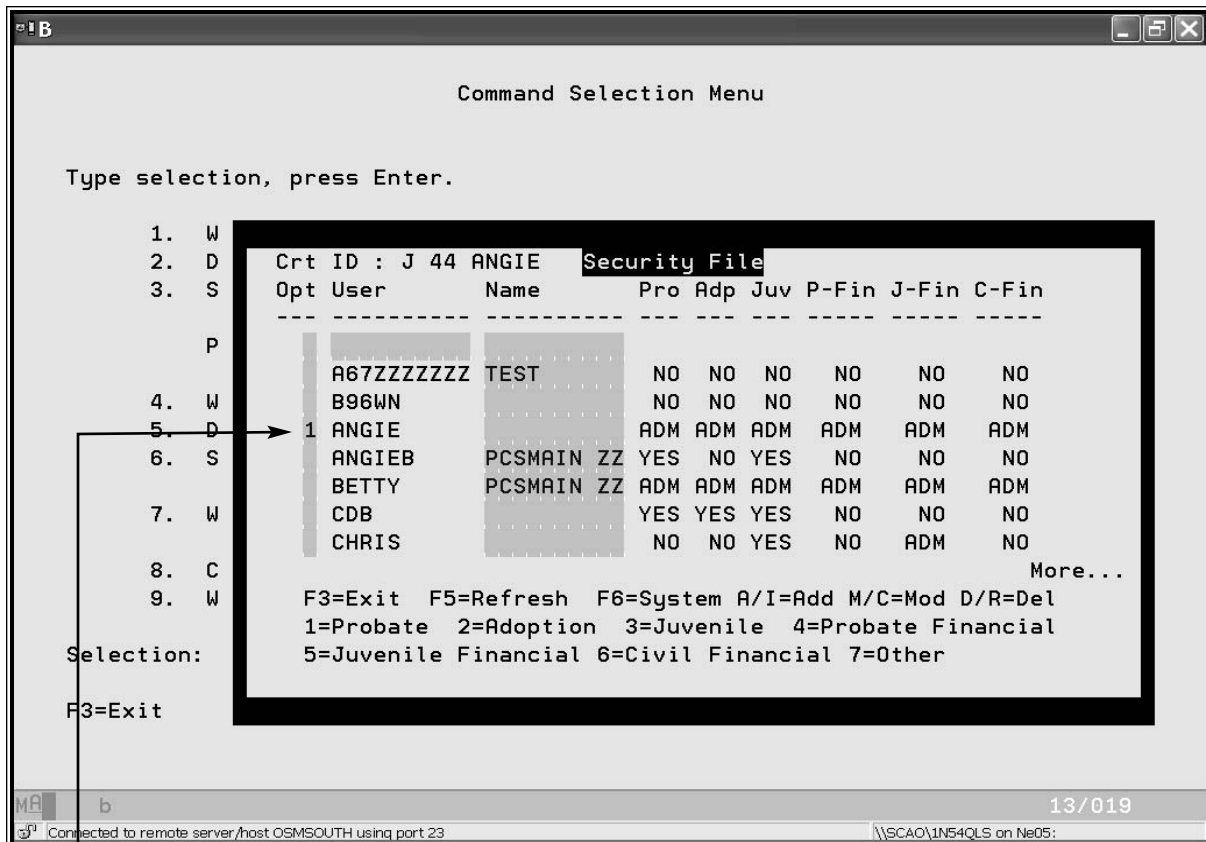 B
Command Selection Menu
Type selection, press Enter.
1. W
2. D
3. S
P
4. W
5. D
6. S
7. W
8. C
9. W
Selection:
F3=Exit
Crt ID : J 44 ANGIE Security File
Opt User Name Pro Adp Juv P-Fin J-Fin C-Fin
--- ---------- ---------- --- --- --- ----- ----- -----
A67ZZZZZZZ TEST NO NO NO NO NO NO
B96WN NO NO NO NO NO NO
1 ANGIE ADM ADM ADM ADM ADM ADM
ANGIEB PCSMAIN ZZ YES NO YES NO NO NO
BETTY PCSMAIN ZZ ADM ADM ADM ADM ADM ADM
CDB YES YES YES NO NO NO
CHRIS NO NO YES NO ADM NO
More...
F3=Exit F5=Refresh F6=System A/I=Add M/C=Mod D/R=Del
1=Probate 2=Adoption 3=Juvenile 4=Probate Financial
5=Juvenile Financial 6=Civil Financial 7=Other
MA b 13/019
Connected to remote server/host OSMSOUTH using port 23 \\SCAO\1N54QLS on Ne05: